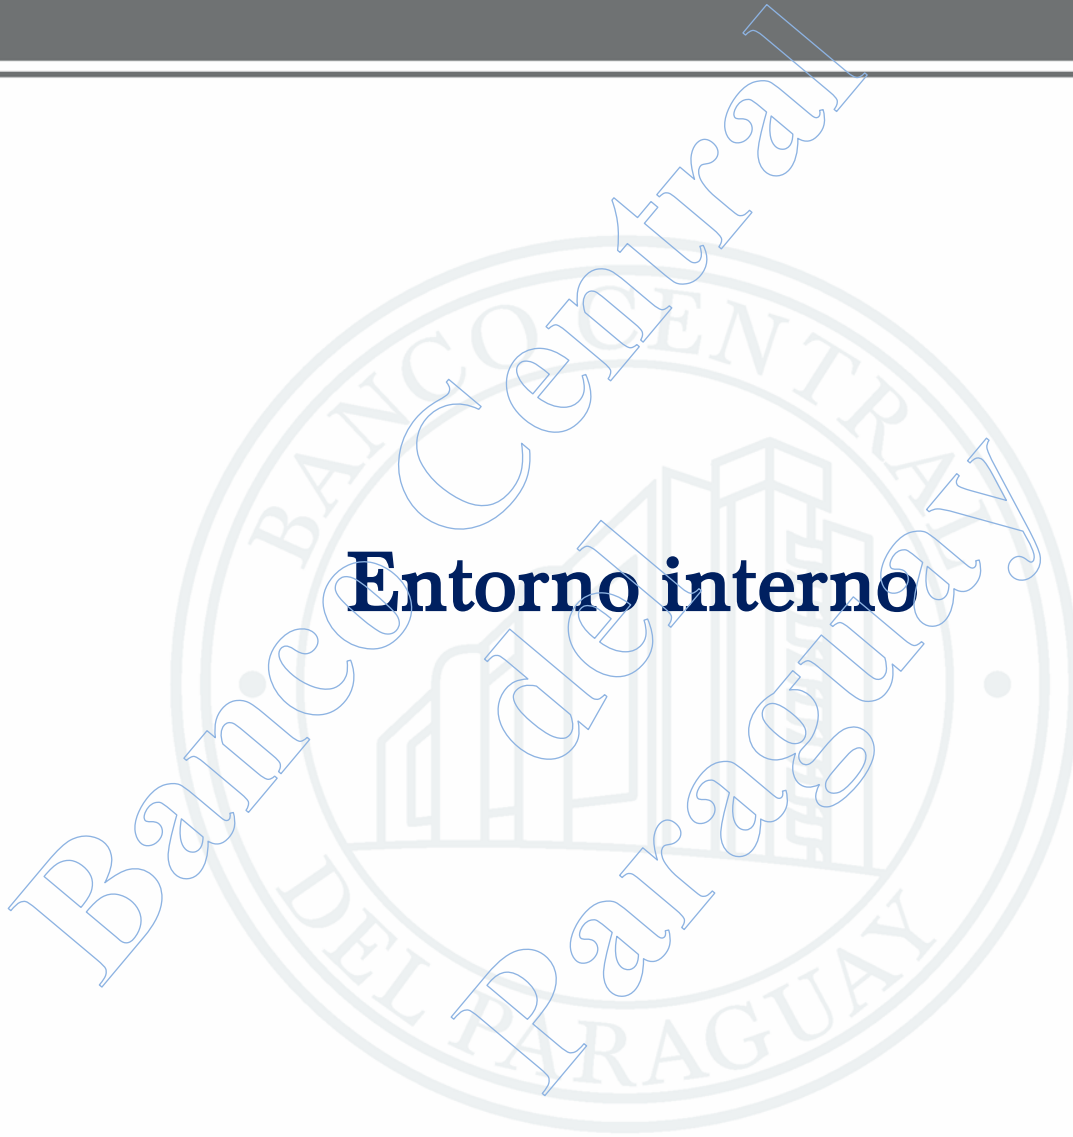 Entorno interno
Banco Central
del
Paraguay
BANCO CENTRAL
DEL PARAGUAY